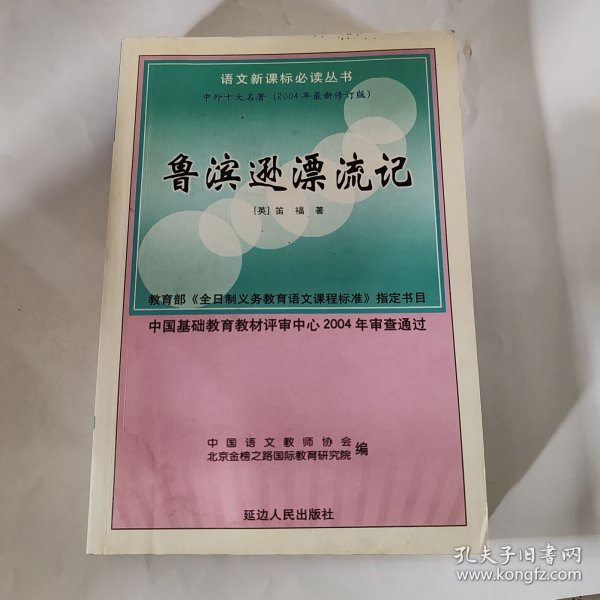 语文新课标必读丛书
中外十大名著（2004年最新修订版）
鲁滨逊漂流记
［英］笛福 著
教育部《全日制义务教育语文课程标准》指定书目
中国基础教育教材评审中心2004年审查通过
中国语文教师协会
北京金榜之路国际教育研究院 编
延边人民出版社
孔夫子旧书网
www.kongfz.com